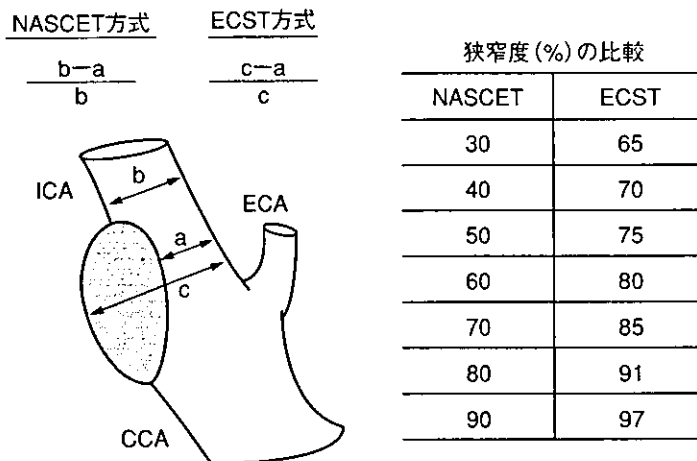 NASCET方式
b−a
b
ECST方式
c−a
c
ICA
b
ECA
a
c
CCA
狭窄度(%)の比較
NASCET ECST
30 65
40 70
50 75
60 80
70 85
80 91
90 97